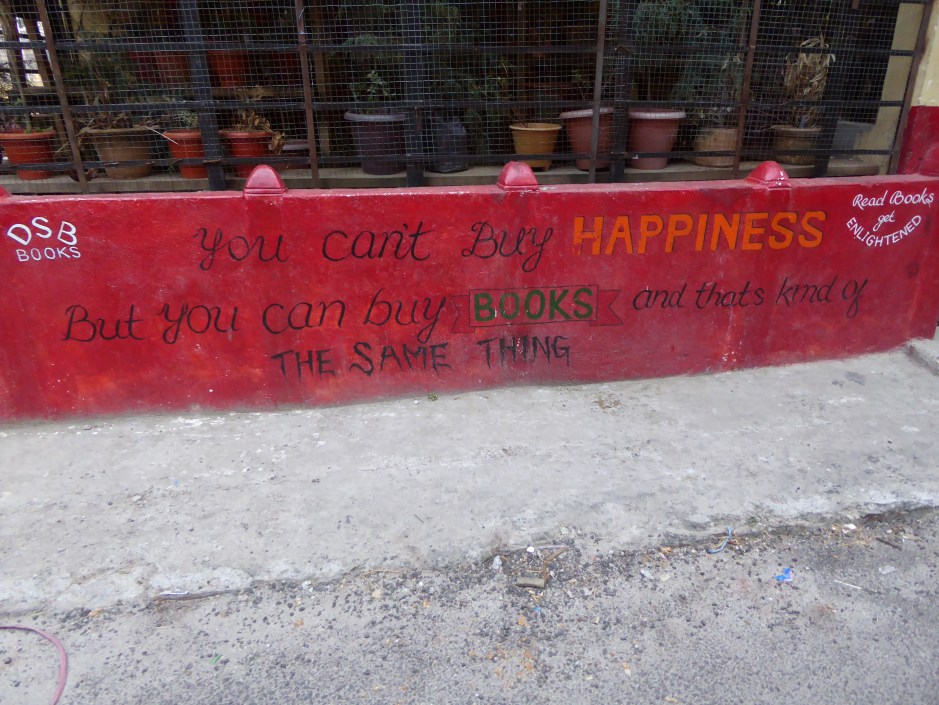 DSB
BOOKS
You can't Buy HAPPINESS
But you can buy BOOKS and that's kind of
THE SAME THING
Read Books
get
ENLIGHTENED